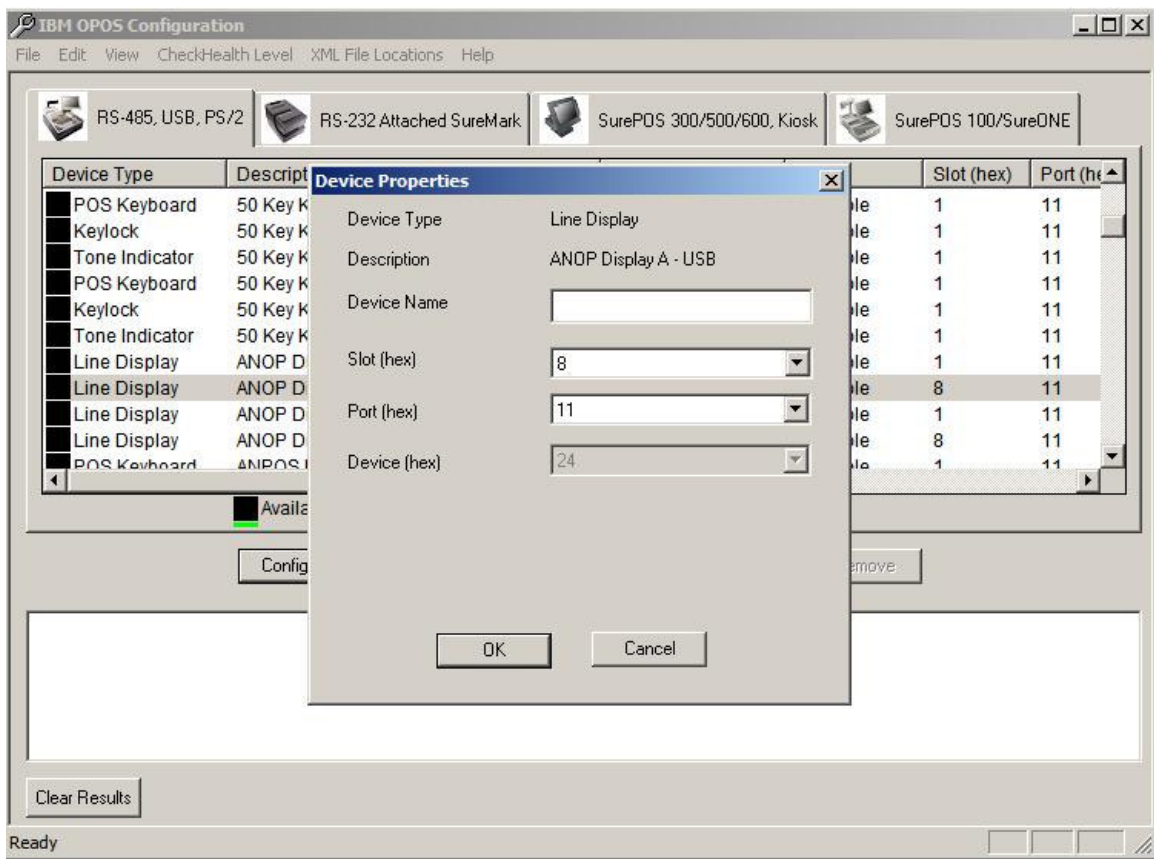 IBM OPOS Configuration
File Edit View CheckHealth Level XML File Locations Help
RS-485, USB, PS/2 RS-232 Attached SureMark SurePOS 300/500/600, Kiosk SurePOS 100/SureONE
Device Type Slot (hex)
POS Keyboard 50 Key 1 11
Keylock 50 Key 1 11
Tone Indicator 50 Key 1 11
POS Keyboard 50 Key 1 11
Keylock 50 Key 1 11
Tone Indicator 50 Key 1 11
Line Display ANOP 1 11
Line Display ANOP 8 11
Line Display ANOP 1 11
Line Display ANOP 8 11
POS Keyboard ANPOS 1 11
Device Properties
Device Type Line Display
Description ANOP Display A - USB
Device Name
Slot (hex) 8
Port (hex) 11
Device (hex) 24
OK Cancel
Clear Results
Ready